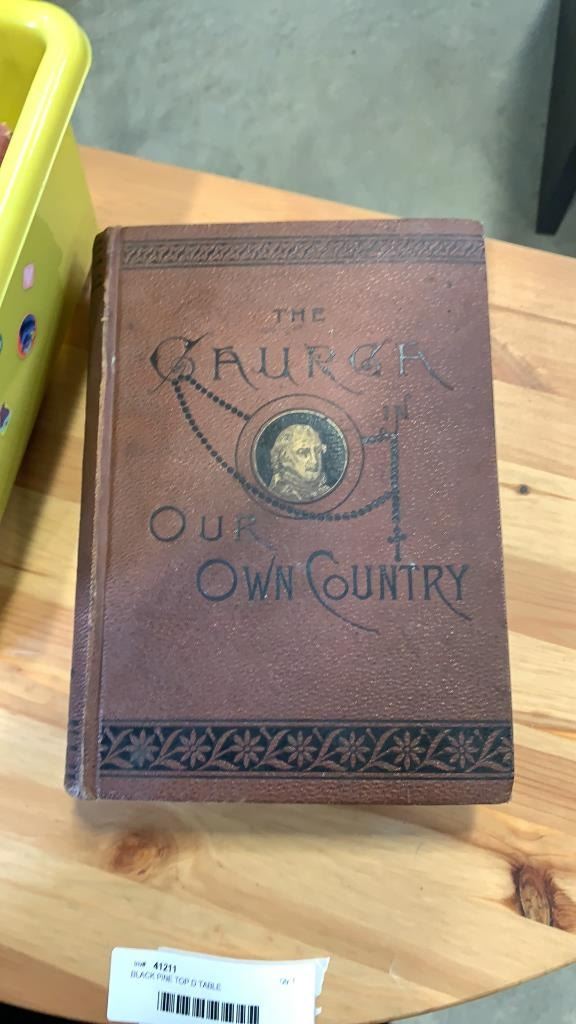 THE
CHURCH
IN
OUR
OWN COUNTRY
41211
BLACK PINE TOP D TABLE